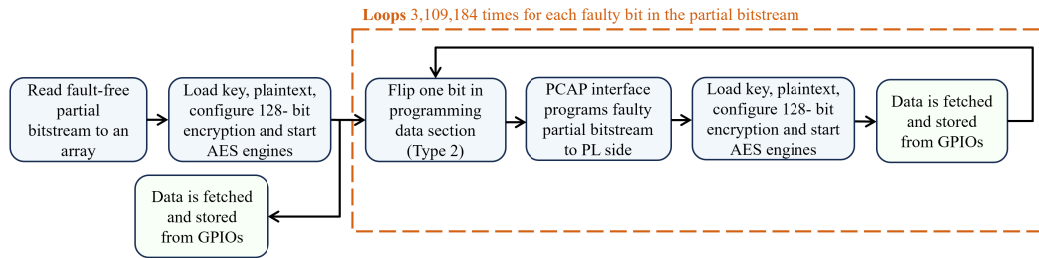 Loops 3,109,184 times for each faulty bit in the partial bitstream
Read fault-free
partial
bitstream to an
array
Load key, plaintext,
configure 128- bit
encryption and start
AES engines
Flip one bit in
programming
data section
(Type 2)
PCAP interface
programs faulty
partial bitstream
to PL side
Load key, plaintext,
configure 128- bit
encryption and start
AES engines
Data is fetched
and stored
from GPIOs
Data is fetched
and stored
from GPIOs